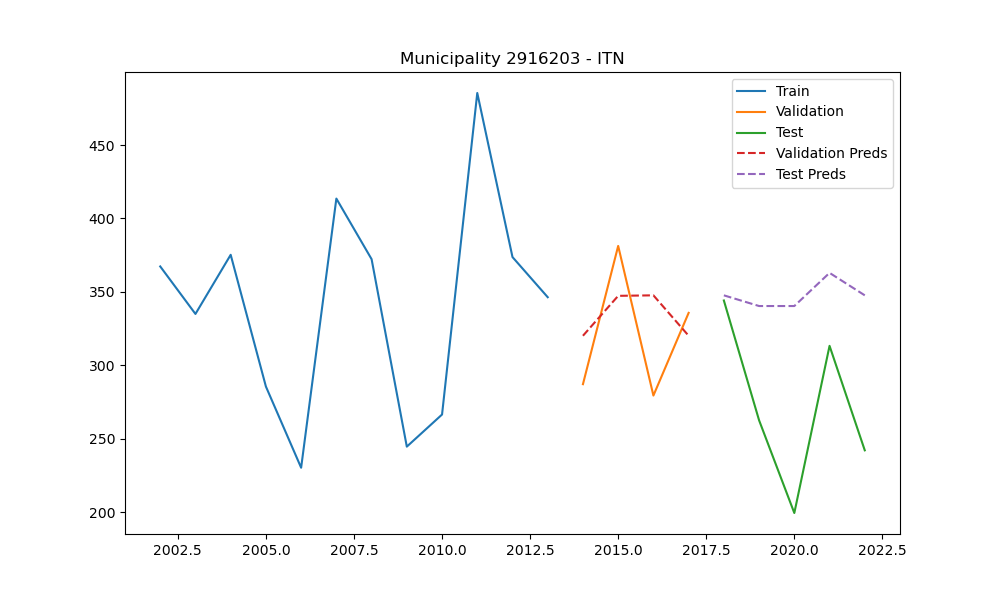 Municipality 2916203 - ITN
Train
Validation
Test
Validation Preds
Test Preds
450
400
350
300
250
200
2002.5 2005.0 2007.5 2010.0 2012.5 2015.0 2017.5 2020.0 2022.5